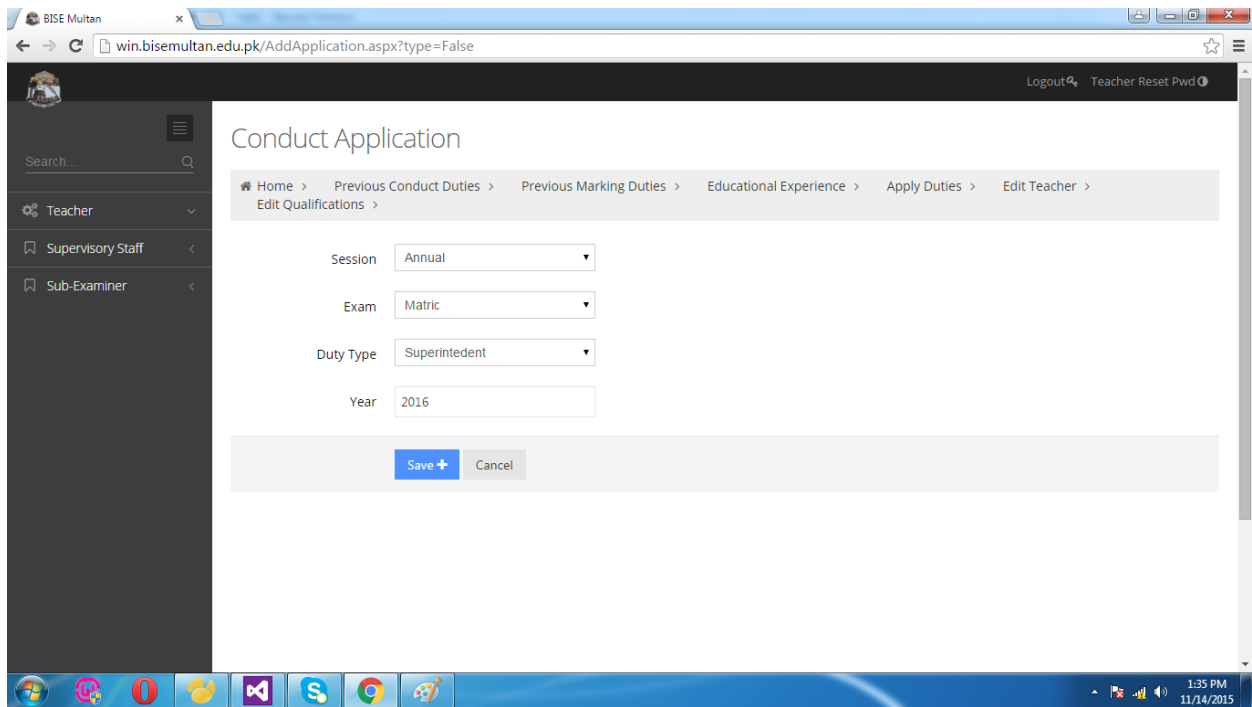 BISE Multan
win.bisemultan.edu.pk/AddApplication.aspx?type=False
Logout Teacher Reset Pwd
Search...
Conduct Application
Home > Previous Conduct Duties > Previous Marking Duties > Educational Experience > Apply Duties > Edit Teacher >
Edit Qualifications >
Teacher
Supervisory Staff
Sub-Examiner
Session Annual
Exam Matric
Duty Type Superintedent
Year 2016
Save Cancel
1:35 PM
11/14/2015